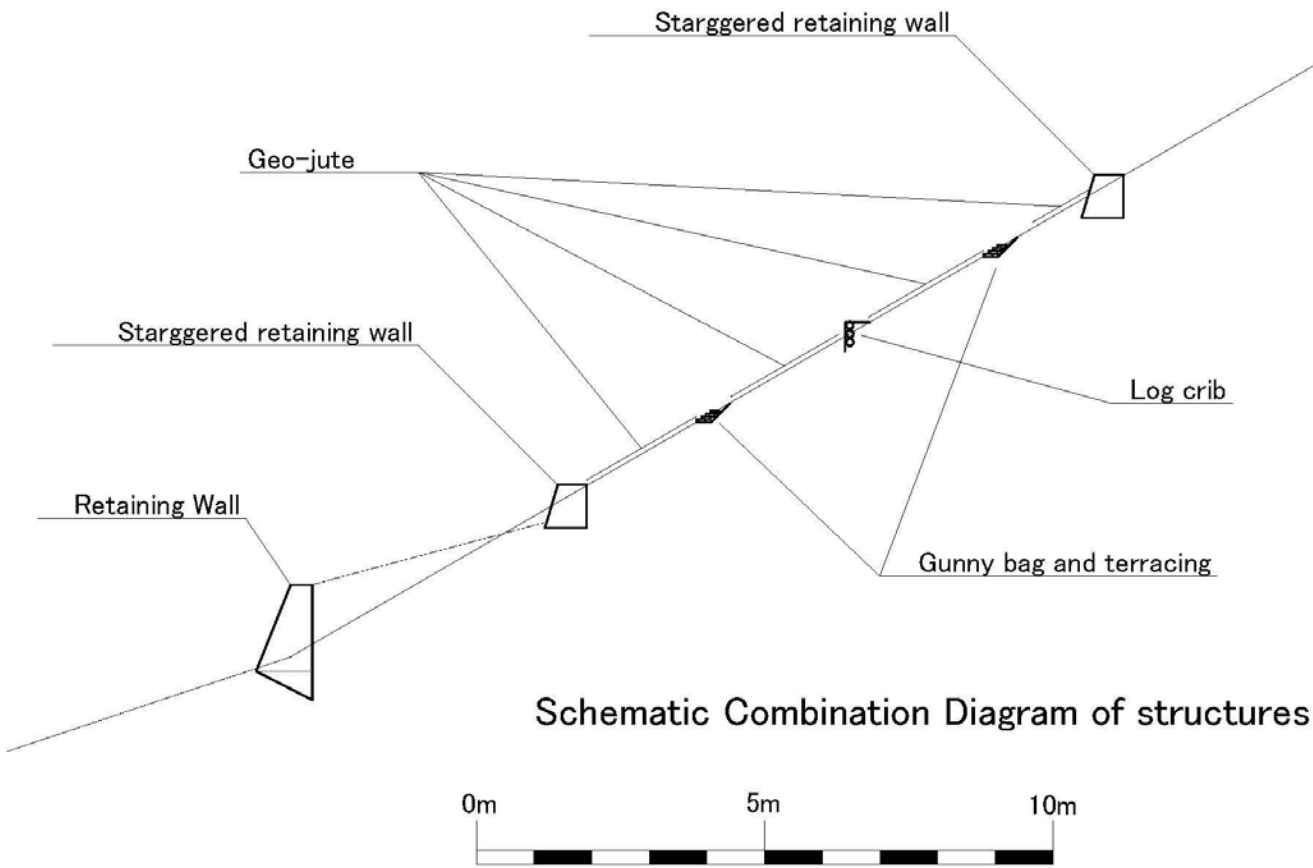 Starggered retaining wall
Geo-jute
Starggered retaining wall
Log crib
Retaining Wall
Gunny bag and terracing
Schematic Combination Diagram of structures
0m 5m 10m